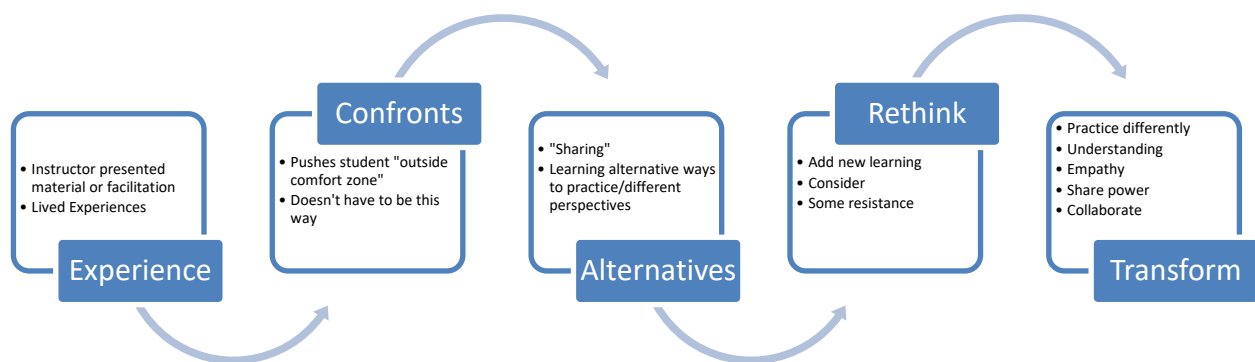 Experience
• Instructor presented
material or facilitation
• Lived Experiences
Confronts
• Pushes student "outside
comfort zone"
• Doesn't have to be this
way
• "Sharing"
• Learning alternative ways
to practice/different
perspectives
Alternatives
Rethink
• Add new learning
• Consider
• Some resistance
• Practice differently
• Understanding
• Empathy
• Share power
• Collaborate
Transform